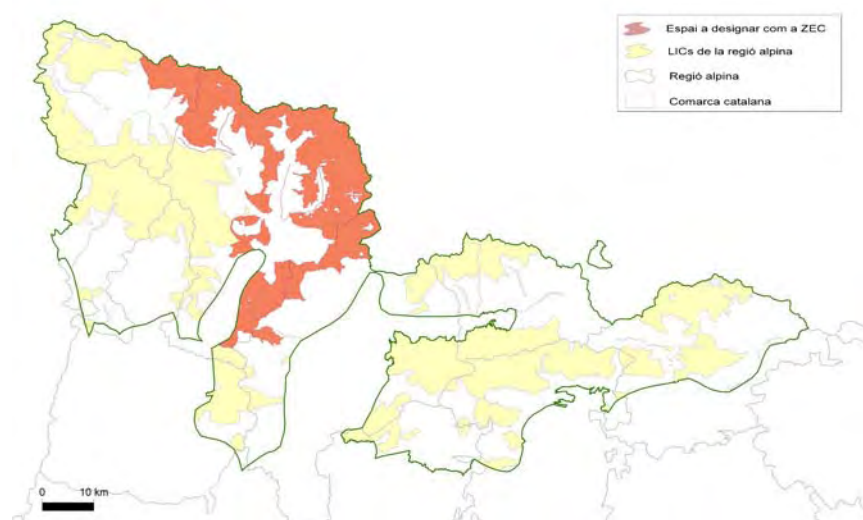 Espai a designar com a ZEC
LICs de la regió alpina
Regió alpina
Comarca catalana
0 10 km